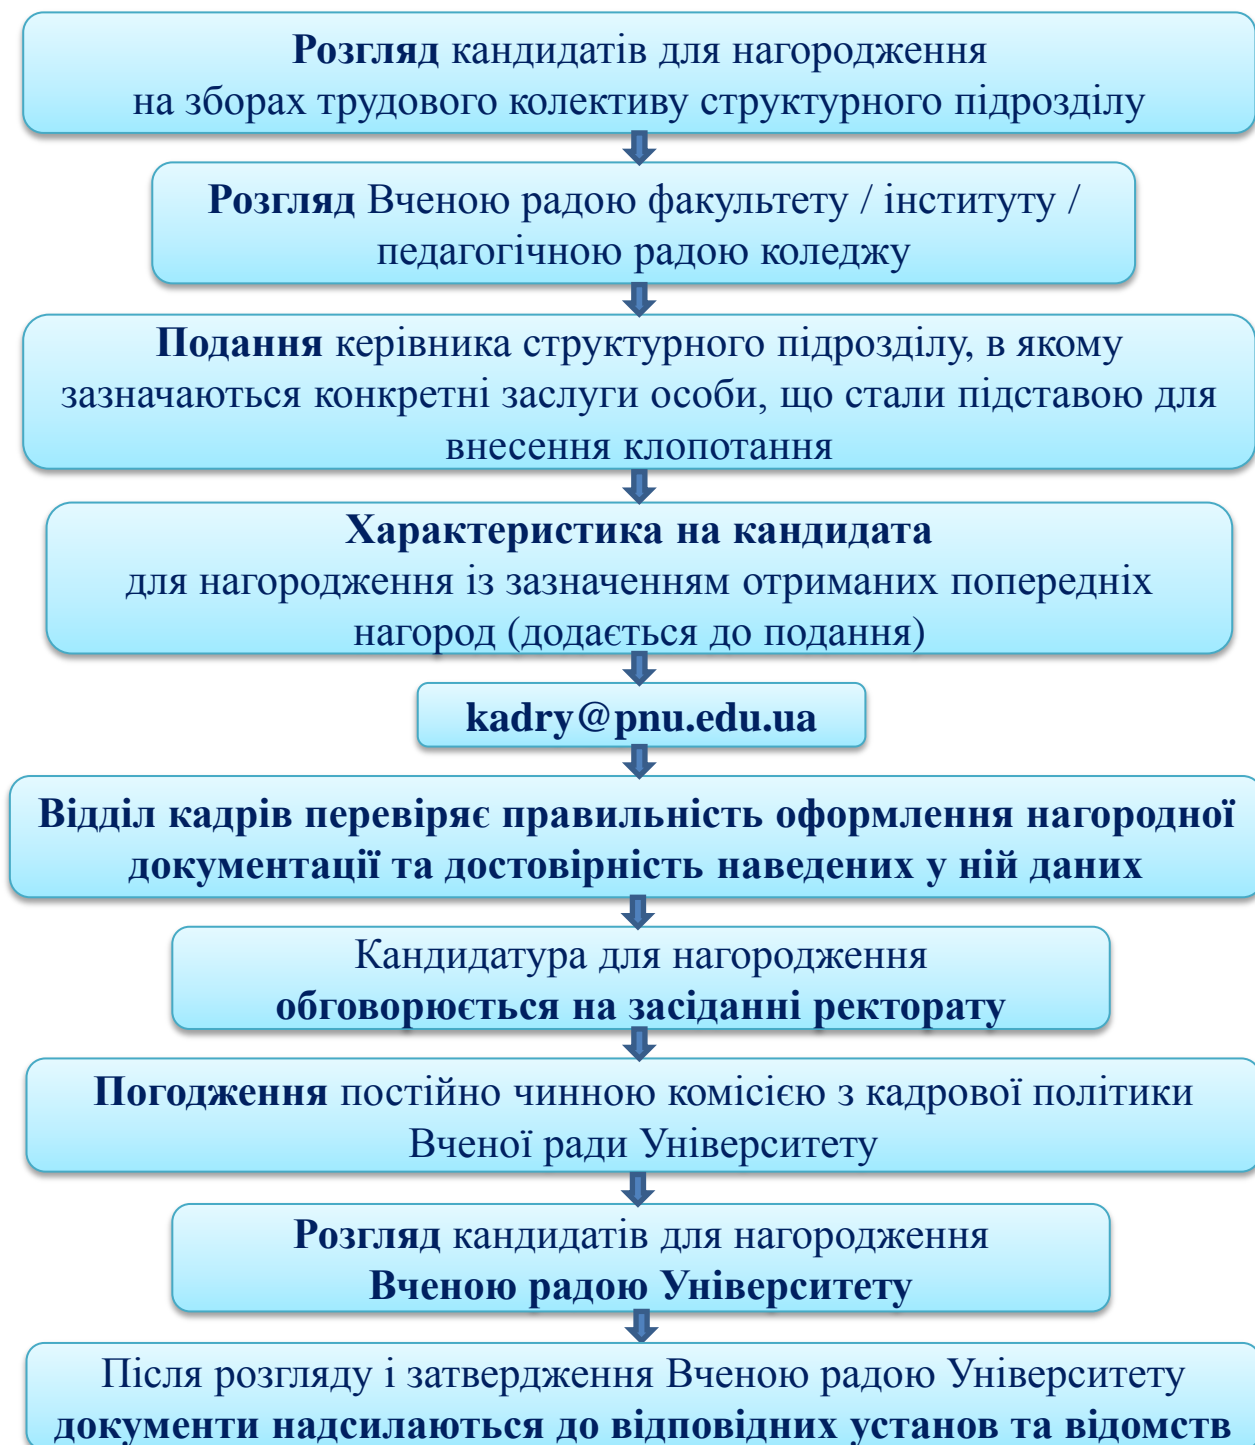 Розгляд кандидатів для нагородження
на зборах трудового колективу структурного підрозділу
Розгляд Вченою радою факультету / інституту /
педагогічною радою коледжу
Подання керівника структурного підрозділу, в якому
зазначаються конкретні заслуги особи, що стали підставою для
внесення клопотання
Характеристика на кандидата
для нагородження із зазначенням отриманих попередніх
нагород (додається до подання)
kadry@pnu.edu.ua
Відділ кадрів перевіряє правильність оформлення нагородної
документації та достовірність наведених у ній даних
Кандидатура для нагородження
обговорюється на засіданні ректорату
Погодження постійно чинною комісією з кадрової політики
Вченої ради Університету
Розгляд кандидатів для нагородження
Вченою радою Університету
Після розгляду і затвердження Вченою радою Університету
документи надсилаються до відповідних установ та відомств